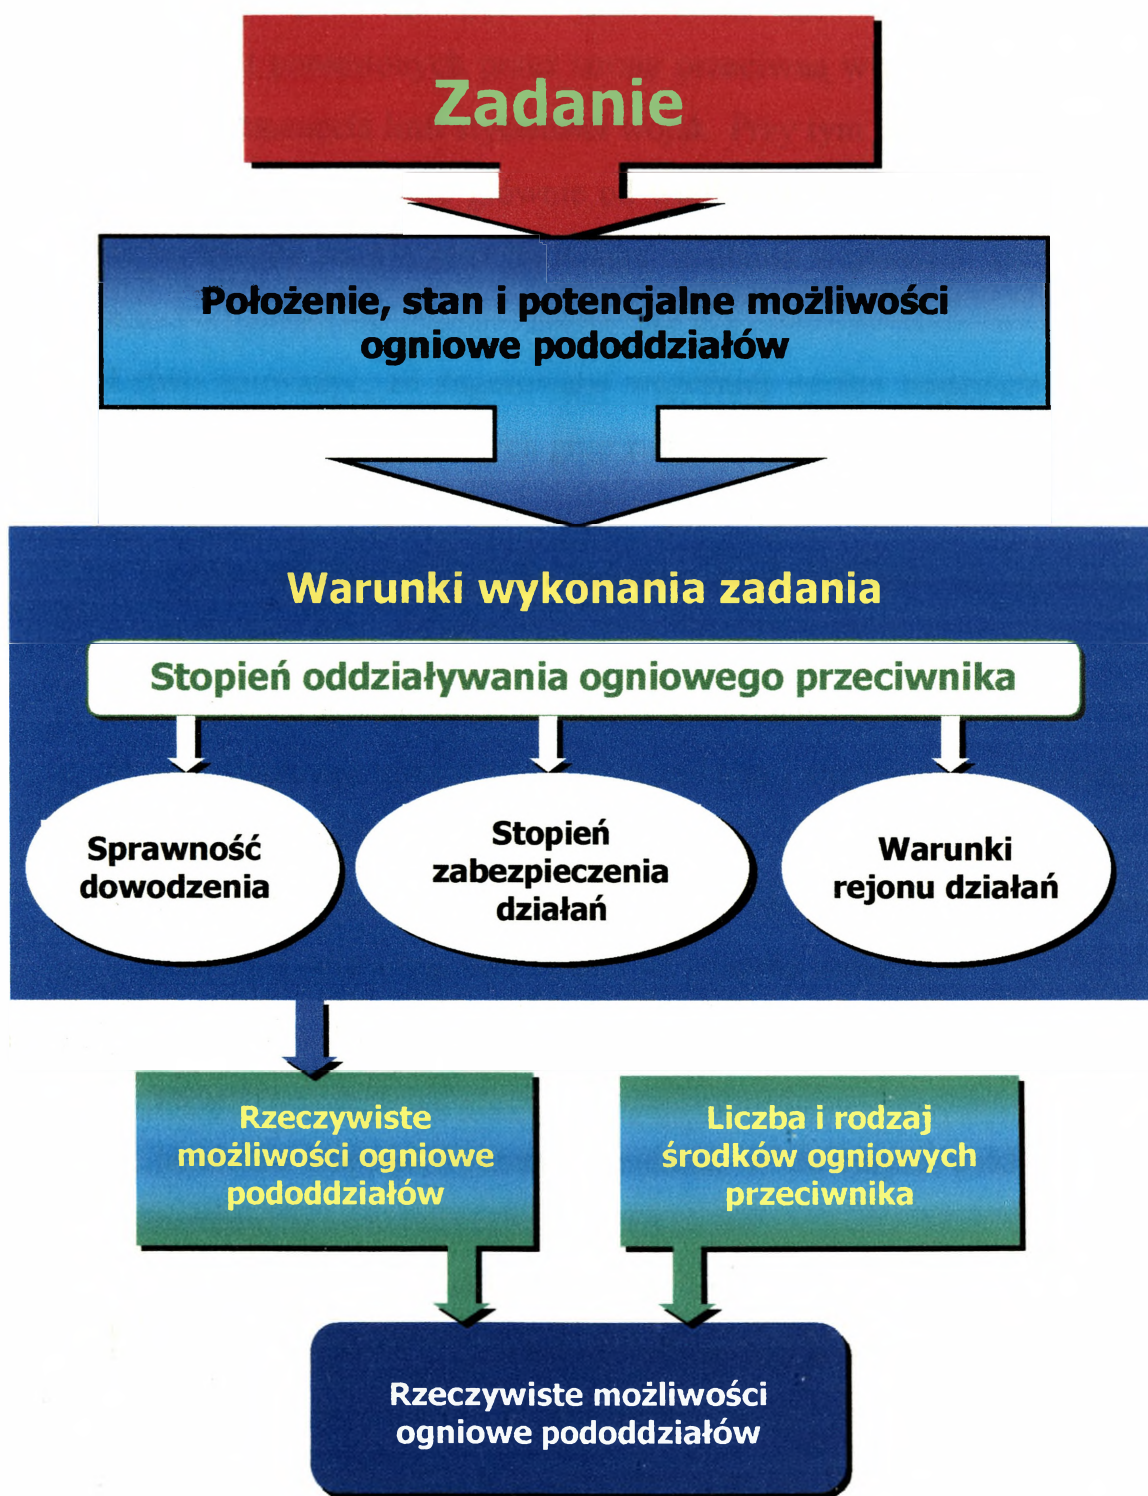 Zadanie
Położenie, stan i potencjalne możliwości
ogniowe pododdziałów
Warunki wykonania zadania
Stopień oddziaływania ogniowego przeciwnika
Sprawność
dowodzenia
Stopień
zabezpieczenia
działań
Warunki
rejonu działań
Rzeczywiste
możliwości ogniowe
pododdziałów
Liczba i rodzaj
środków ogniowych
przeciwnika
Rzeczywiste możliwości
ogniowe pododdziałów